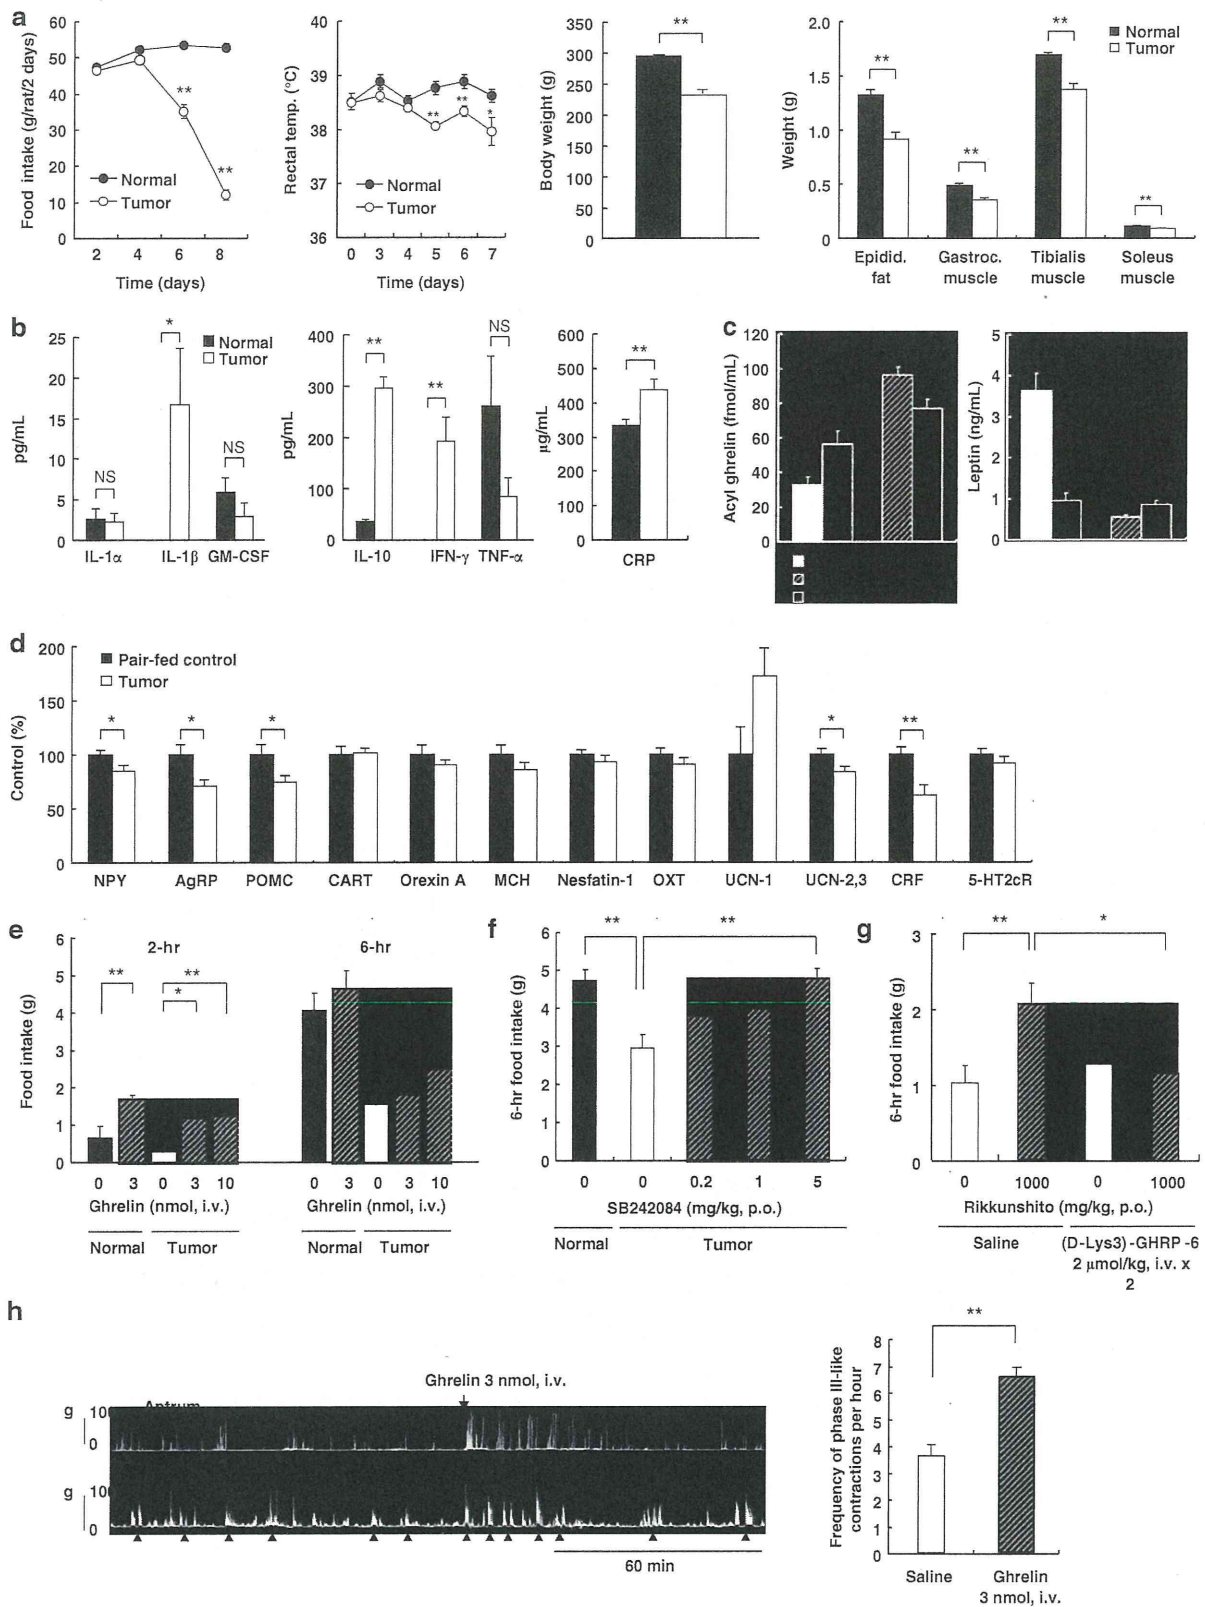 a
Food intake (g/rat/2 days)
60
50
40
30
20
10
0
**
**
Normal
Tumor
2 4 6 8
Time (days)
Rectal temp. (°C)
40
39
38
37
36
** ** *
Normal
Tumor
0 3 4 5 6 7
Time (days)
Body weight (g)
350
300
250
200
150
100
50
0
**
Weight (g)
2.0
1.5
1.0
0.5
0
** ** ** **
Normal
Tumor
Epidid. fat
Gastroc. muscle
Tibialis muscle
Soleus muscle
b
pg/mL
25
20
15
10
5
0
NS * NS
Normal
Tumor
IL-1α IL-1β GM-CSF
pg/mL
400
300
200
100
0
** ** NS
IL-10 IFN-γ TNF-α
µg/mL
600
500
400
300
200
100
0
**
CRP
c
Acyl ghrelin (fmol/mL)
120
100
80
60
40
20
0
Leptin (ng/mL)
5
4
3
2
1
0
d
Control (%)
200
150
100
50
0
Pair-fed control
Tumor
* * * * **
NPY AgRP POMC CART Orexin A MCH Nesfatin-1 OXT UCN-1 UCN-2,3 CRF 5-HT2cR
e
Food intake (g)
6
5
4
3
2
1
0
2-hr 6-hr
** * **
0 3 0 3 10
Ghrelin (nmol, i.v.)
Normal Tumor
0 3 0 3 10
Ghrelin (nmol, i.v.)
Normal Tumor
f
6-hr food intake (g)
6
5
4
3
2
1
0
** **
0 0 0.2 1 5
SB242084 (mg/kg, p.o.)
Normal Tumor
g
6-hr food intake (g)
3
2
1
0
** *
0 1000 0 1000
Rikkunshito (mg/kg, p.o.)
Saline
(D-Lys3)-GHRP-6
2 µmol/kg, i.v. x
2
h
Ghrelin 3 nmol, i.v.
Antrum
g 100
0
g 100
0
60 min
Frequency of phase III-like
contractions per hour
8
7
6
5
4
3
2
1
0
**
Saline
Ghrelin
3 nmol, i.v.